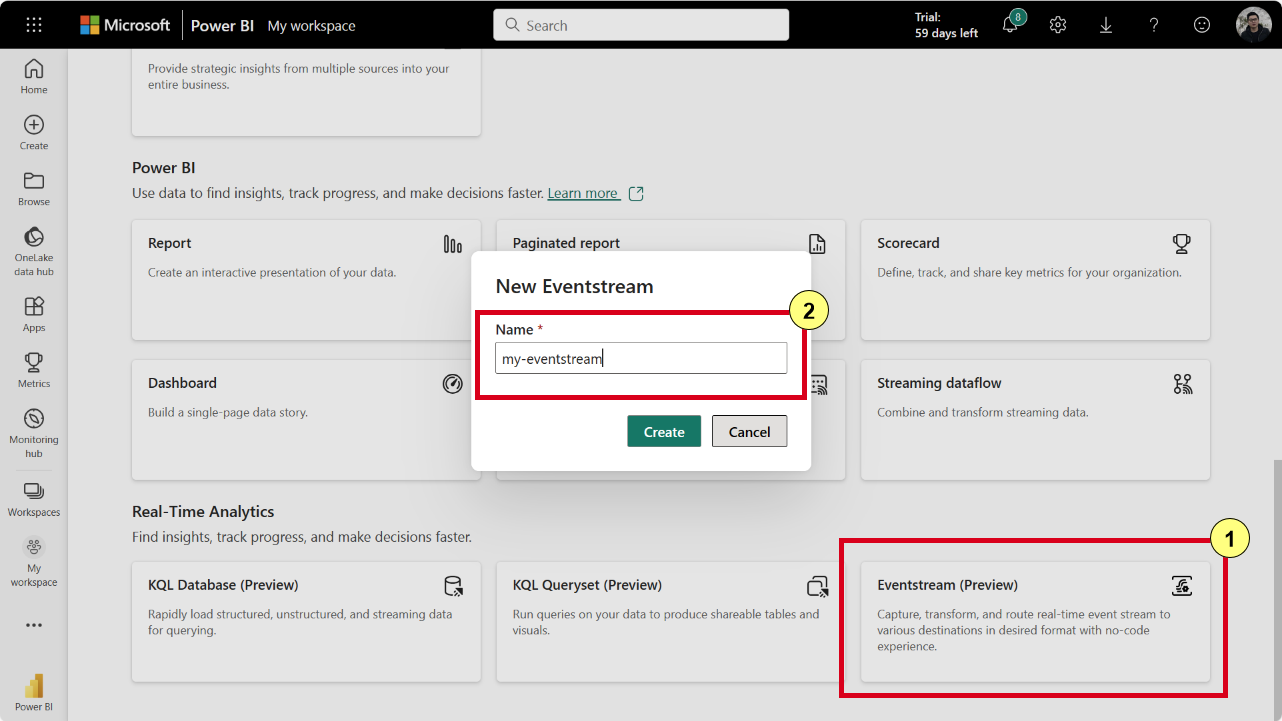 Microsoft
Power BI
My workspace
Search
Trial:
59 days left
8
Home
Create
Browse
OneLake
data hub
Apps
Metrics
Monitoring
hub
Workspaces
My
workspace
Power BI
Provide strategic insights from multiple sources into your
entire business.
Power BI
Use data to find insights, track progress, and make decisions faster. Learn more
Report
Create an interactive presentation of your data.
Paginated report
Scorecard
Define, track, and share key metrics for your organization.
Dashboard
Build a single-page data story.
Streaming dataflow
Combine and transform streaming data.
New Eventstream
2
Name *
my-eventstream
Create
Cancel
Real-Time Analytics
Find insights, track progress, and make decisions faster.
1
KQL Database (Preview)
Rapidly load structured, unstructured, and streaming data
for querying.
KQL Queryset (Preview)
Run queries on your data to produce shareable tables and
visuals.
Eventstream (Preview)
Capture, transform, and route real-time event stream to
various destinations in desired format with no-code
experience.